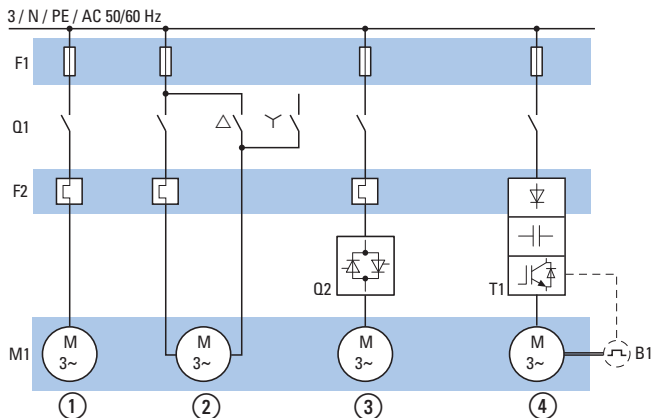 3 / N / PE / AC 50/60 Hz
F1
Q1
F2
Q2
T1
M1
M
3~
M
3~
M
3~
M
3~
B1
1
2
3
4